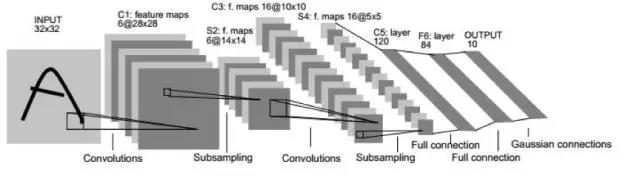 INPUT
32x32
C1: feature maps
6@28x28
S2: f. maps
6@14x14
C3: f. maps 16@10x10
S4: f. maps 16@5x5
C5: layer
120
F6: layer
84
OUTPUT
10
Convolutions
Subsampling
Convolutions
Subsampling
Full connection
Full connection
Gaussian connections